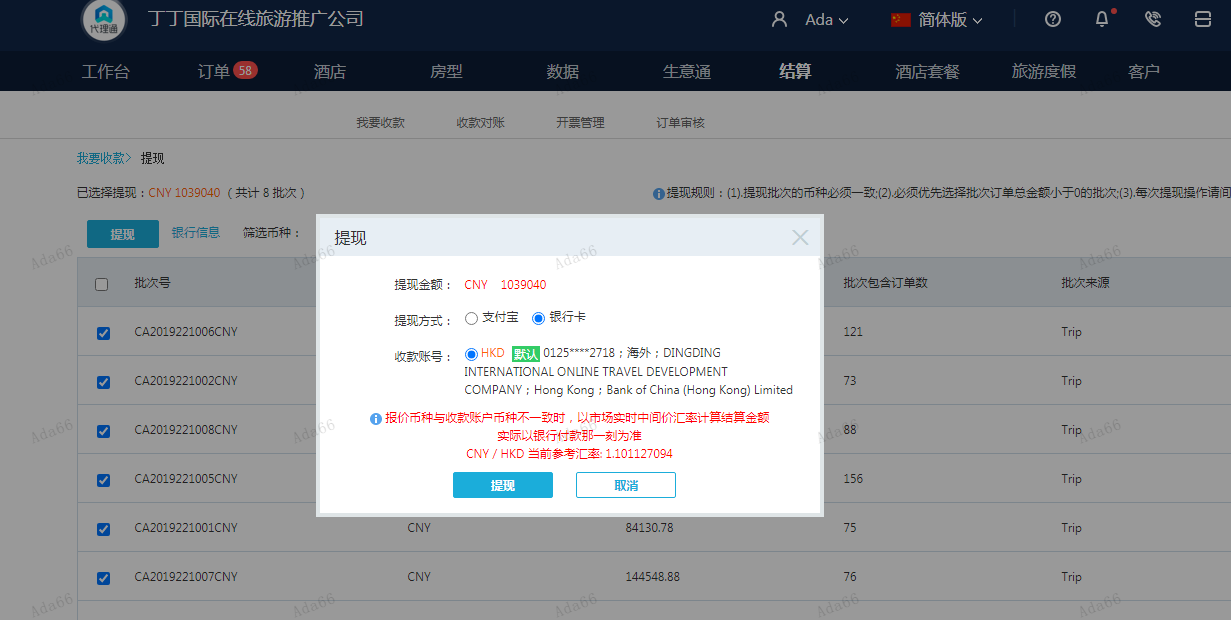 代理通
丁丁国际在线旅游推广公司
Ada
简体版
工作台
订单 58
酒店
房型
数据
生意通
结算
酒店套餐
旅游度假
客户
我要收款
收款对账
开票管理
订单审核
我要收款> 提现
已选择提现：CNY 1039040 （ 共计 8 批次 ）
提现规则：(1).提现批次的币种必须一致;(2).必须优先选择批次订单总金额小于0的批次;(3).每次提现操作请间
提现
银行信息
筛选币种：
批次号
批次包含订单数
批次来源
CA2019221006CNY
121
Trip
CA2019221002CNY
73
Trip
CA2019221008CNY
88
Trip
CA2019221005CNY
156
Trip
CA2019221001CNY
CNY
84130.78
75
Trip
CA2019221007CNY
CNY
144548.88
76
Trip
提现
提现金额： CNY 1039040
提现方式： 支付宝 银行卡
收款账号： HKD 默认 0125****2718；海外；DINGDING
INTERNATIONAL ONLINE TRAVEL DEVELOPMENT
COMPANY；Hong Kong；Bank of China (Hong Kong) Limited
报价币种与收款账户币种不一致时，以市场实时中间价汇率计算结算金额
实际以银行付款那一刻为准
CNY / HKD 当前参考汇率: 1.101127094
提现
取消
Ada66
Ada66
Ada66
Ada66
Ada66
Ada66
Ada66
Ada66
Ada66
Ada66
Ada66
Ada66
Ada66
Ada66